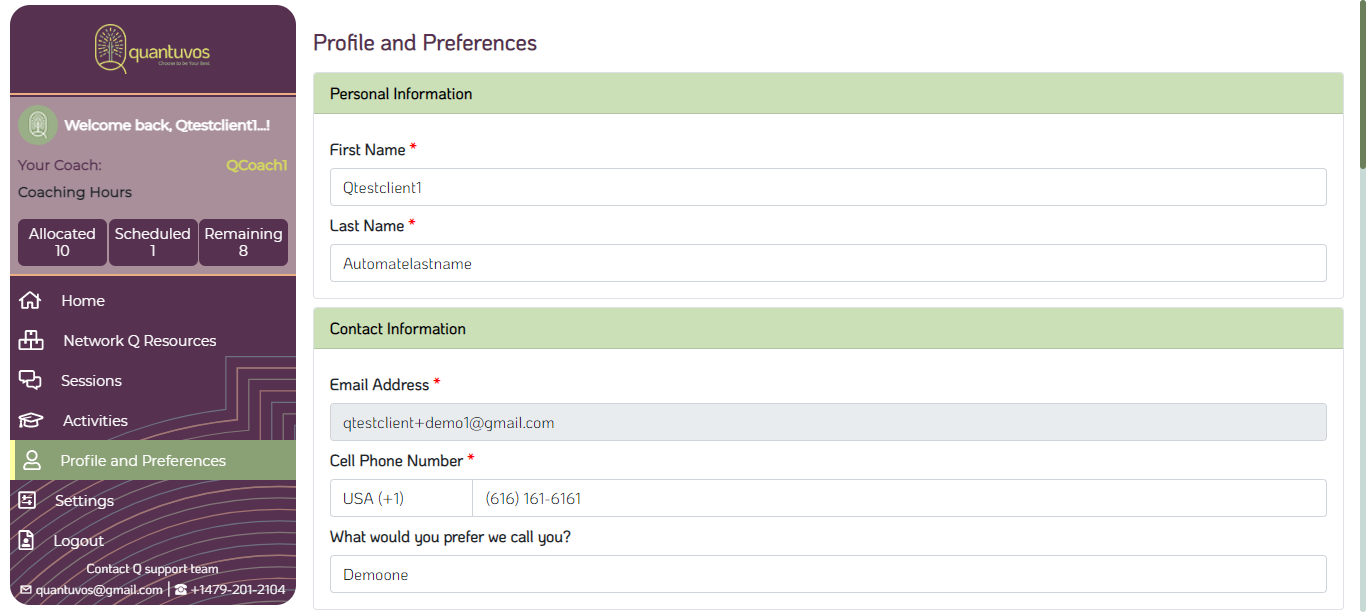 quantuvos
Choose to be Your Best
Welcome back, Qtestclient1...!
Your Coach: QCoach1
Coaching Hours
Allocated Scheduled Remaining
10 1 8
Home
Network Q Resources
Sessions
Activities
Profile and Preferences
Settings
Logout
Contact Q support team
quantuvos@gmail.com | +1479-201-2104
Profile and Preferences
Personal Information
First Name *
Qtestclient1
Last Name *
Automatelastname
Contact Information
Email Address *
qtestclient+demo1@gmail.com
Cell Phone Number *
USA (+1) (616) 161-6161
What would you prefer we call you?
Demoone